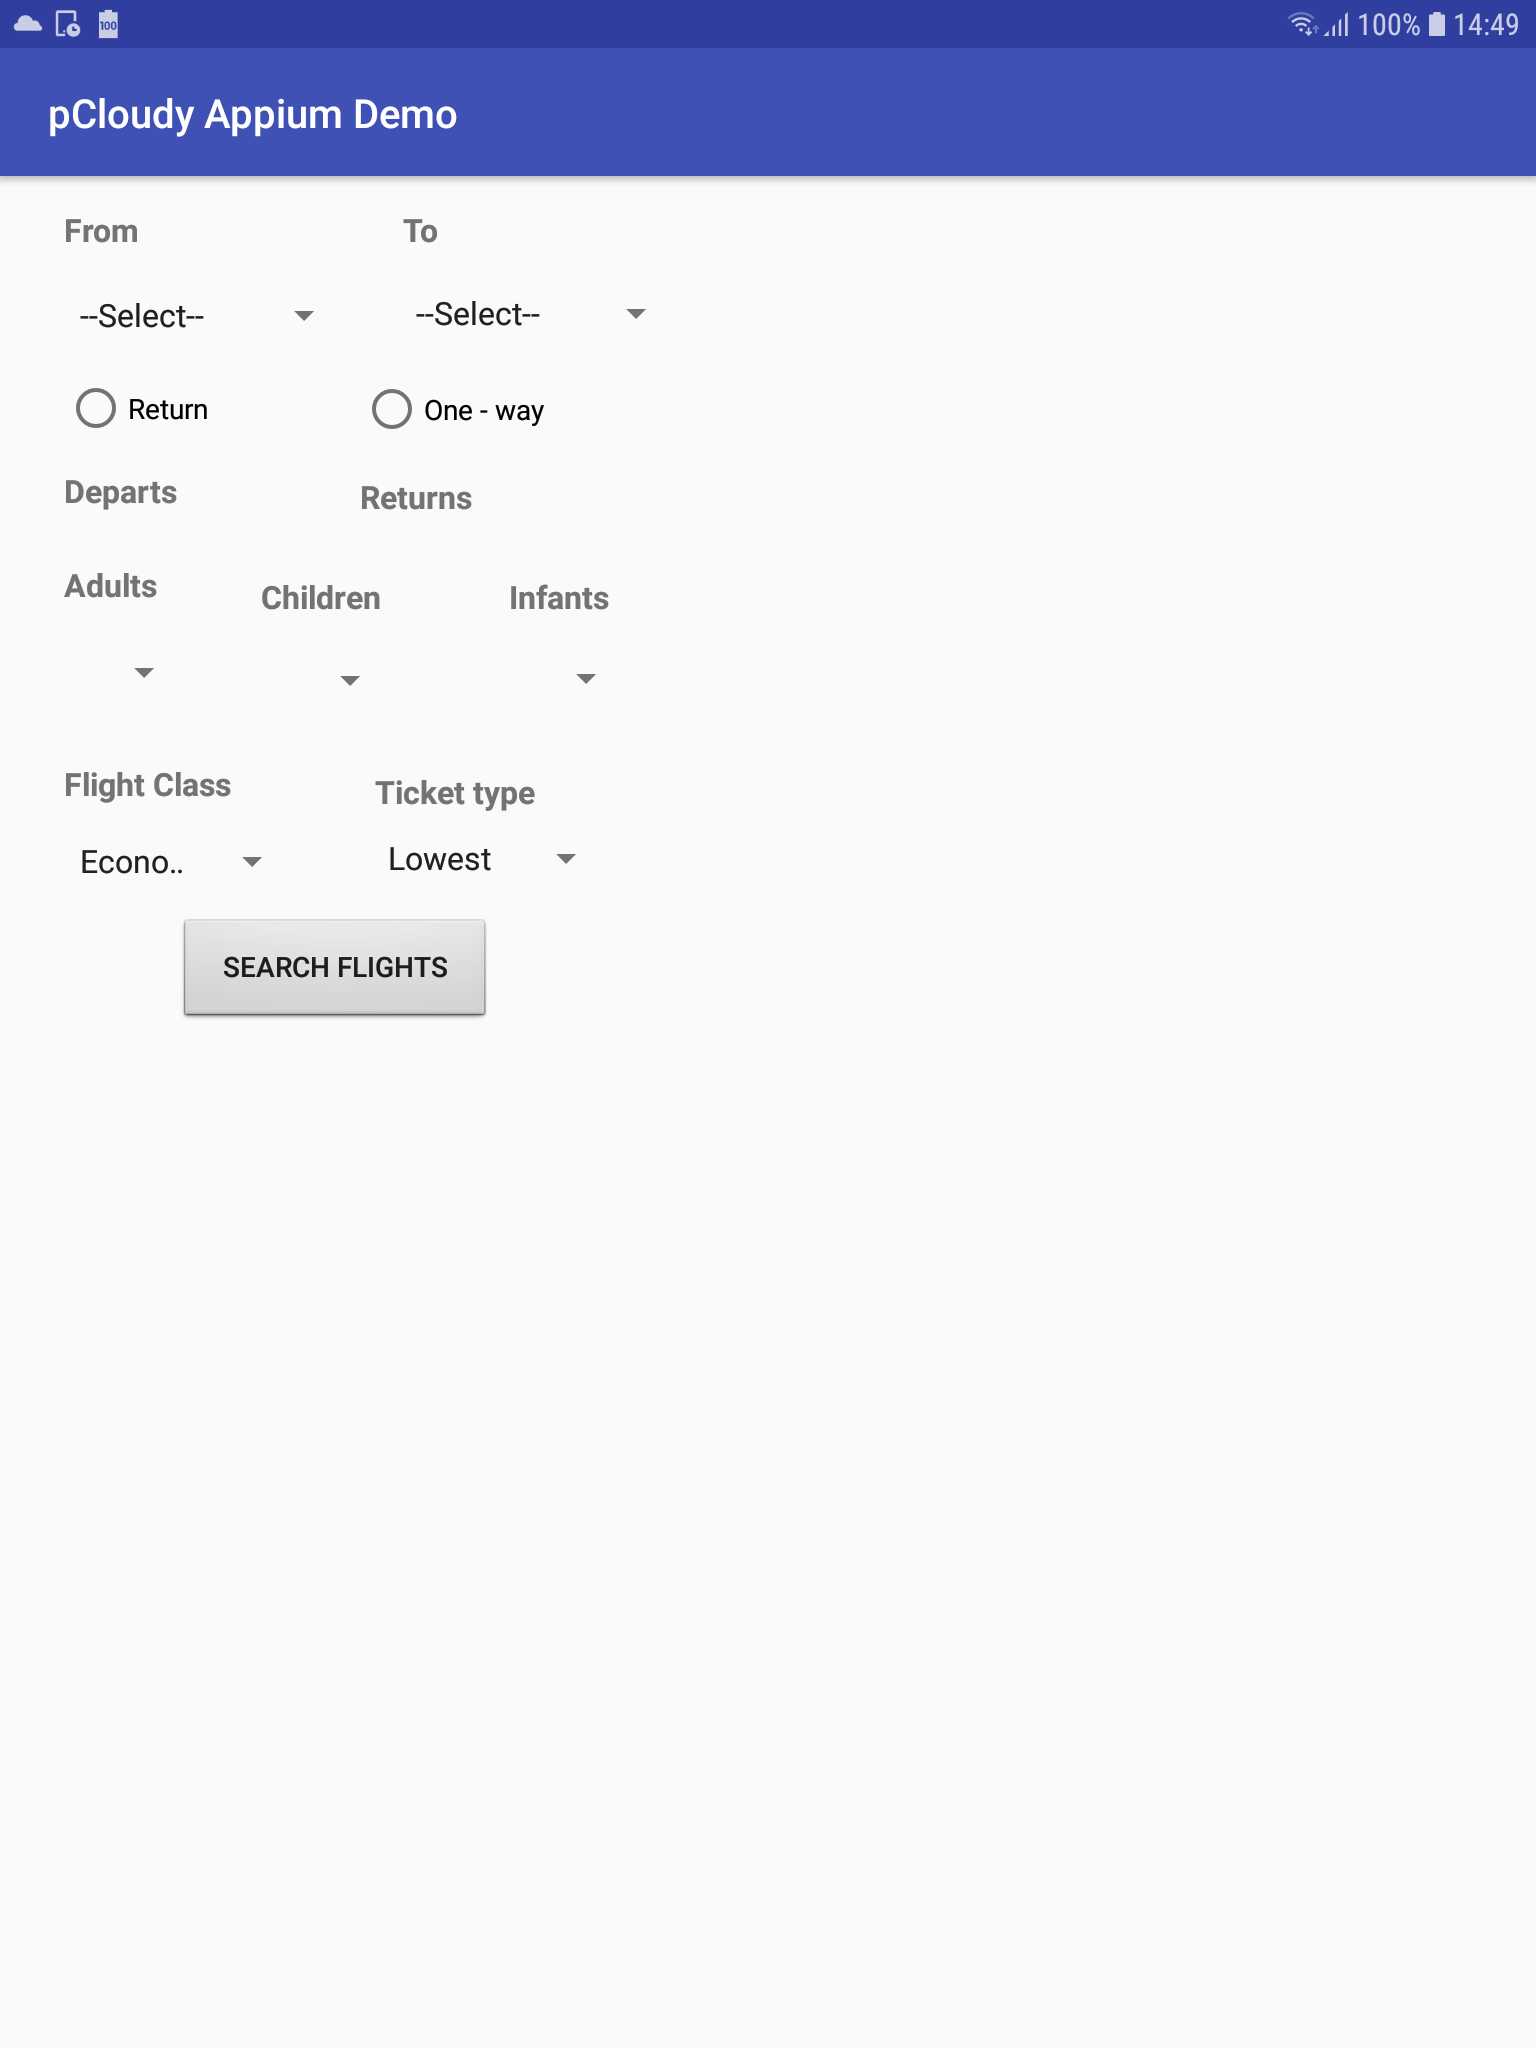 100
100% 14:49
pCloudy Appium Demo
From To
--Select-- --Select--
Return One - way
Departs Returns
Adults Children Infants
Flight Class Ticket type
Econo.. Lowest
SEARCH FLIGHTS